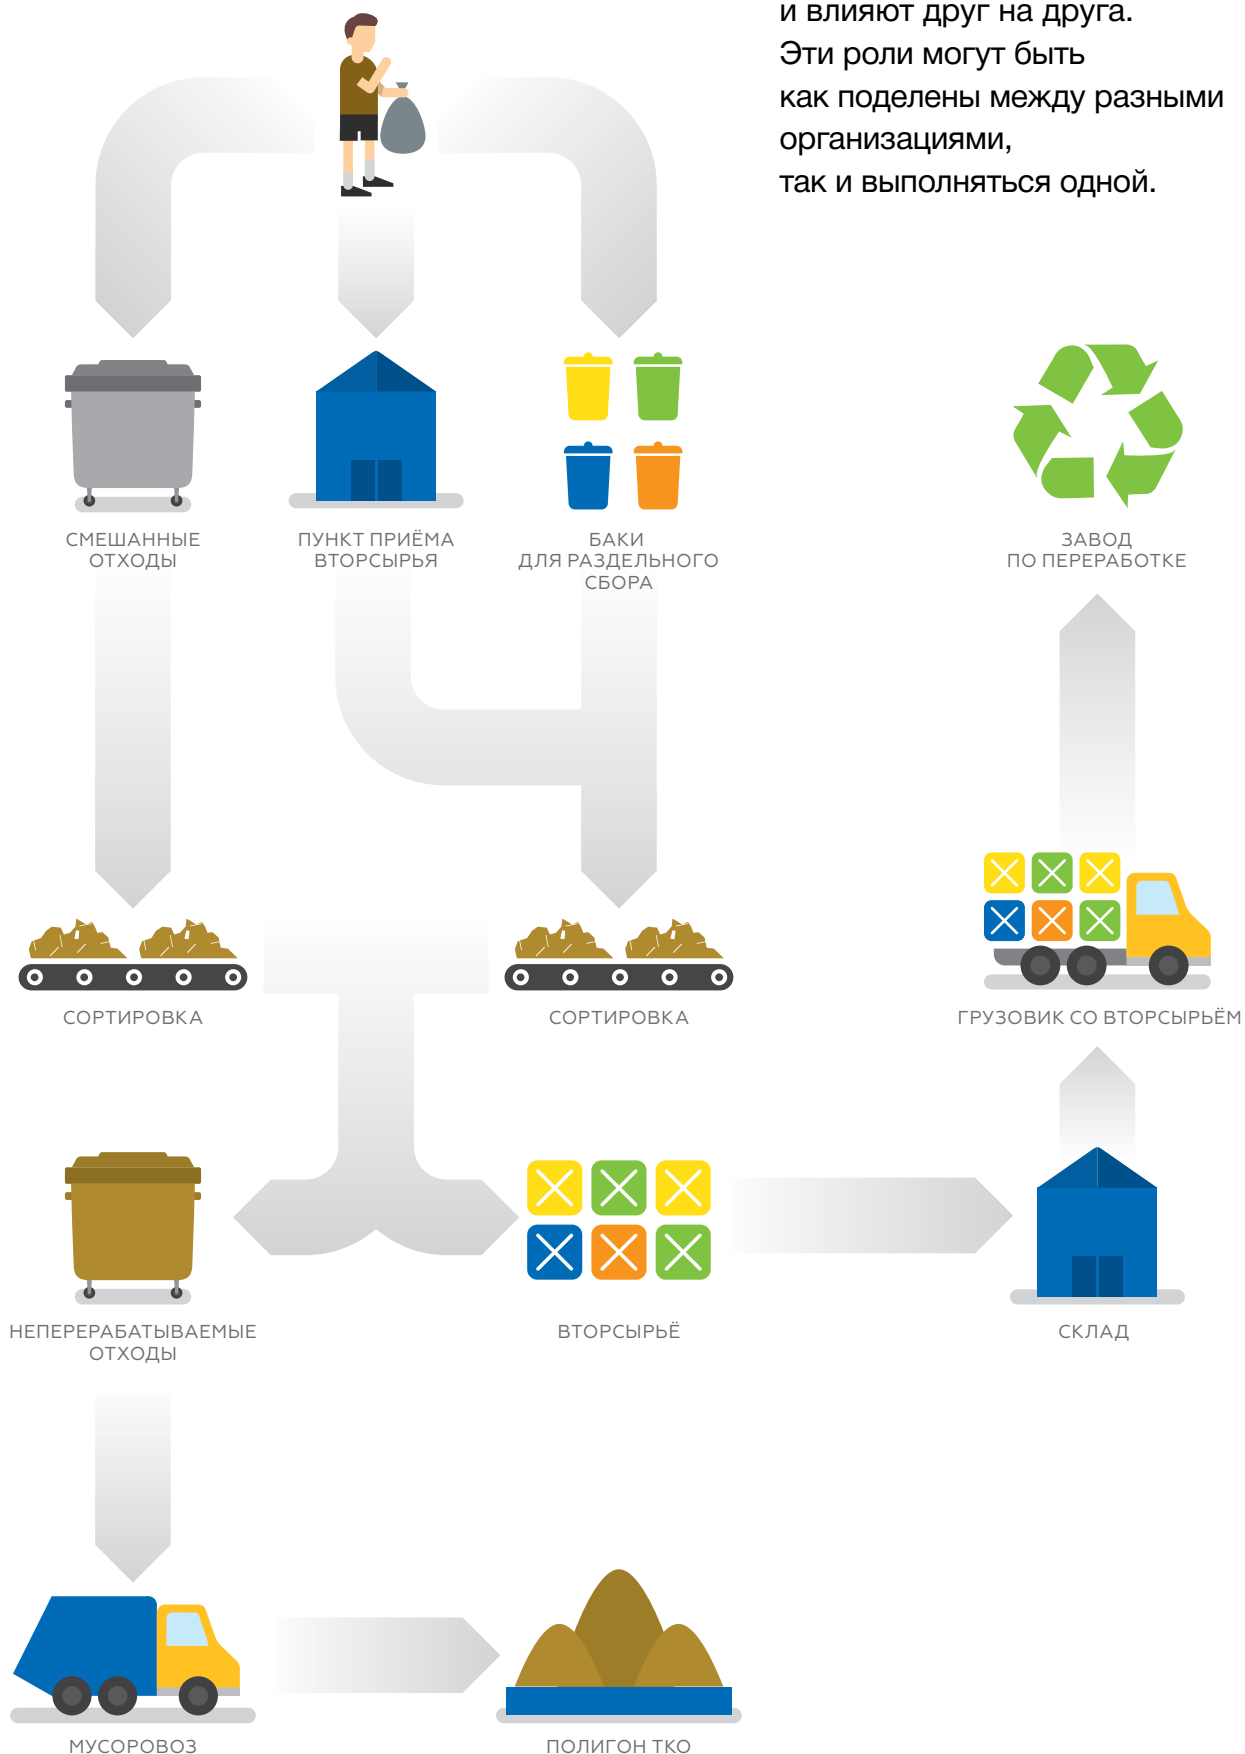 и влияют друг на друга.
Эти роли могут быть
как поделены между разными
организациями,
так и выполняться одной.
СМЕШАННЫЕ
ОТХОДЫ
ПУНКТ ПРИЁМА
ВТОРСЫРЬЯ
БАКИ
ДЛЯ РАЗДЕЛЬНОГО
СБОРА
ЗАВОД
ПО ПЕРЕРАБОТКЕ
СОРТИРОВКА
СОРТИРОВКА
ГРУЗОВИК СО ВТОРСЫРЬЁМ
НЕПЕРЕРАБАТЫВАЕМЫЕ
ОТХОДЫ
ВТОРСЫРЬЁ
СКЛАД
МУСОРОВОЗ
ПОЛИГОН ТКО